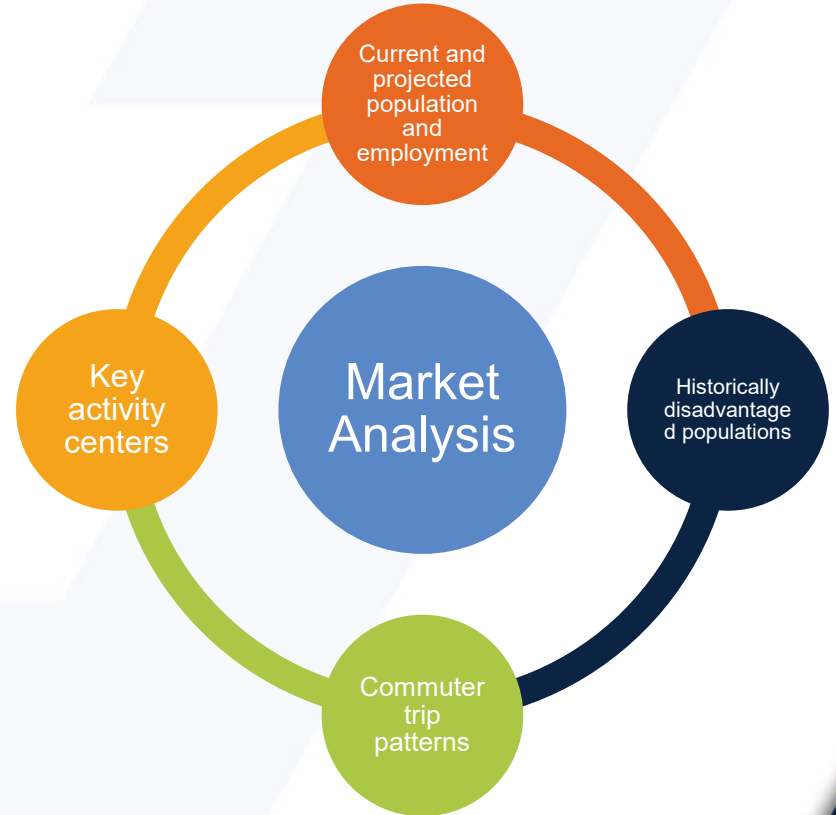 Current and
projected
population
and
employment
Key
activity
centers
Market
Analysis
Historically
disadvantage
d populations
Commuter
trip
patterns